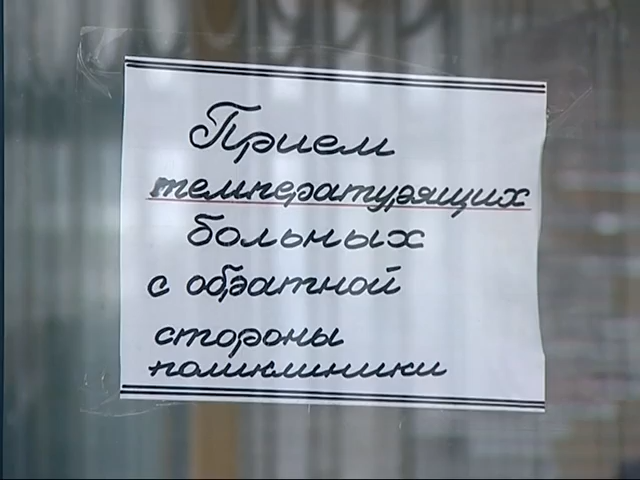 Прием
температурящих
больных
с обратной
стороны
поликлиники